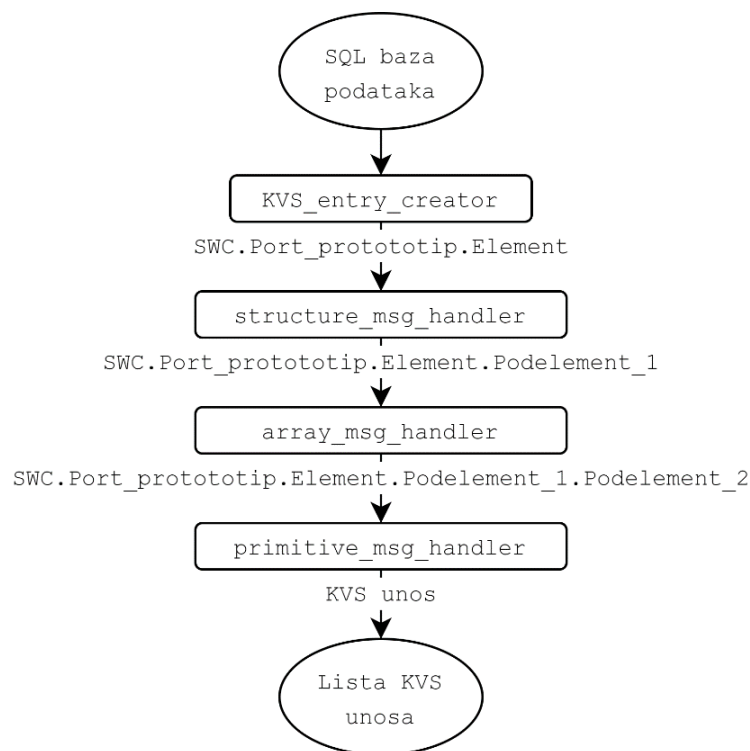 SQL baza
podataka
KVS_entry_creator
SWC.Port_protototip.Element
structure_msg_handler
SWC.Port_protototip.Element.Podelement_1
array_msg_handler
SWC.Port_protototip.Element.Podelement_1.Podelement_2
primitive_msg_handler
KVS unos
Lista KVS
unosa